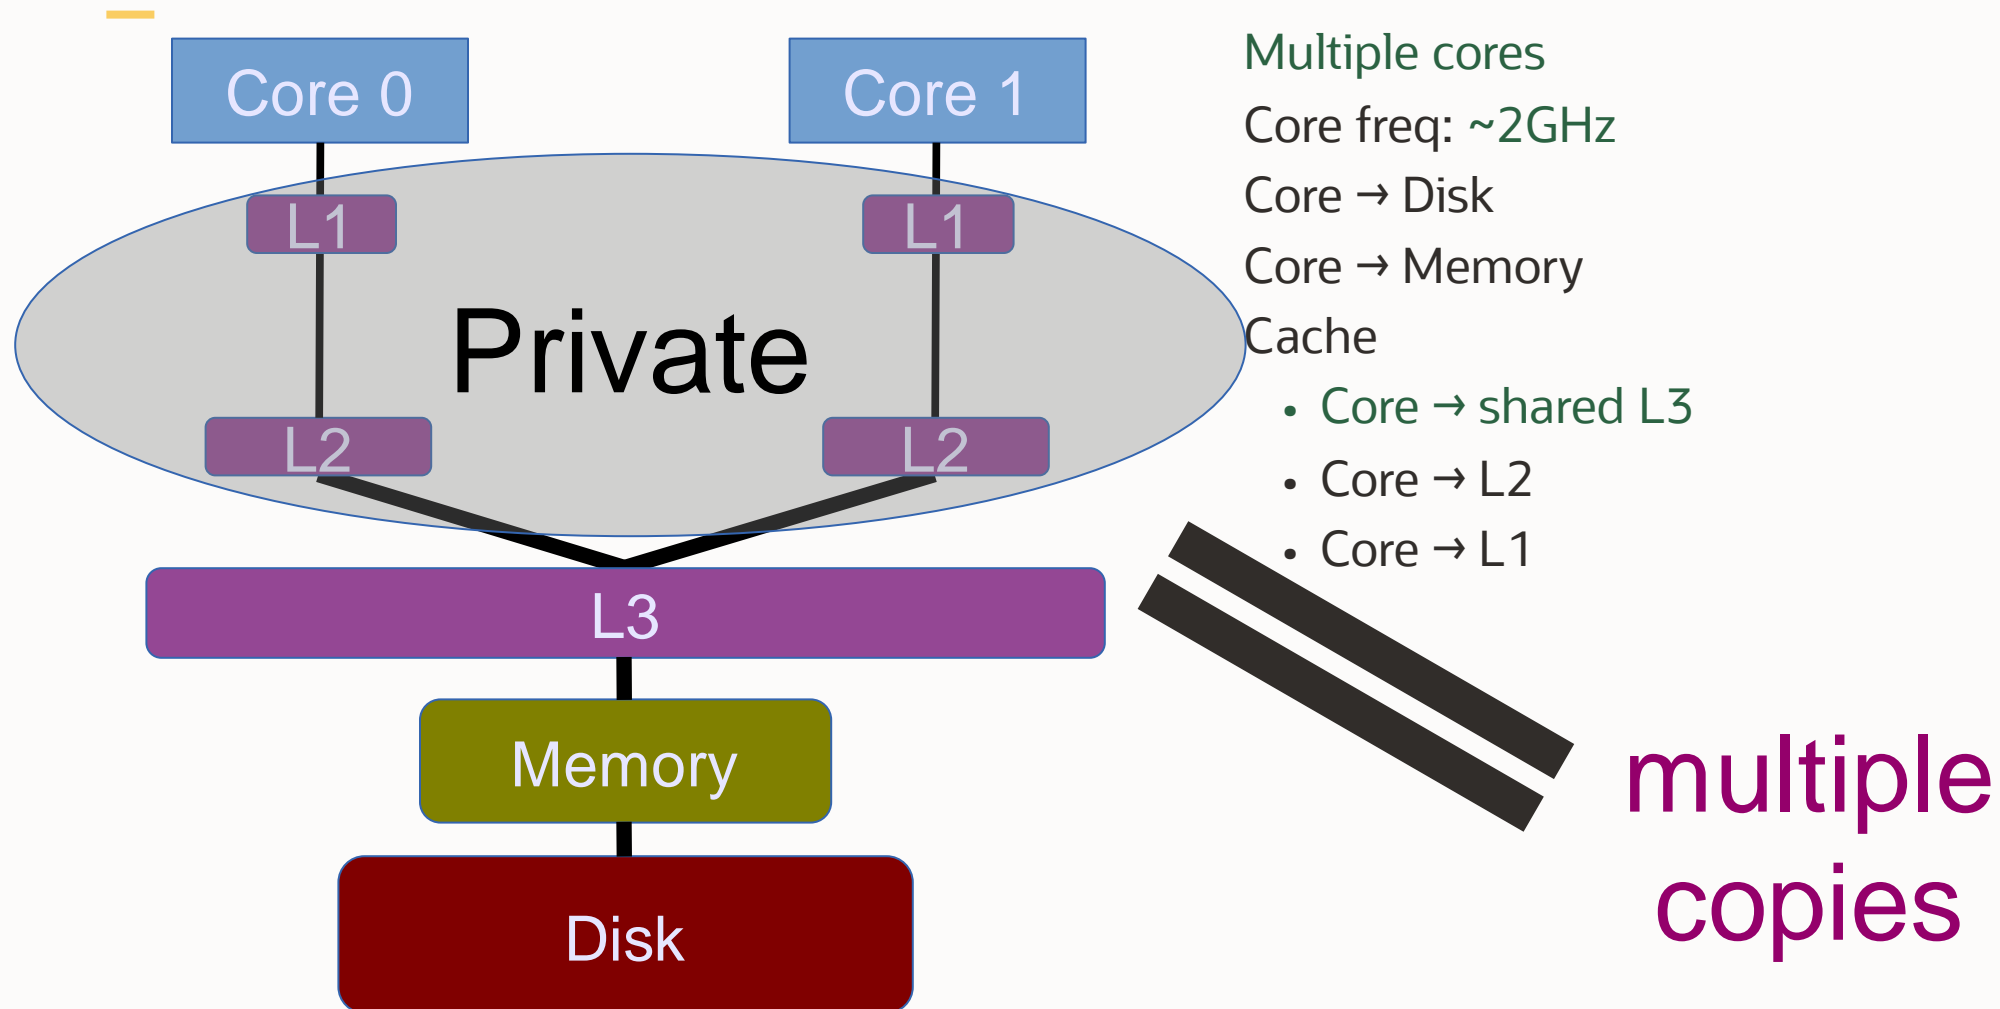 Core 0
Core 1
L1
L1
Private
L2
L2
L3
Memory
Disk
Multiple cores
Core freq: ~2GHz
Core → Disk
Core → Memory
Cache
• Core → shared L3
• Core → L2
• Core → L1
multiple
copies